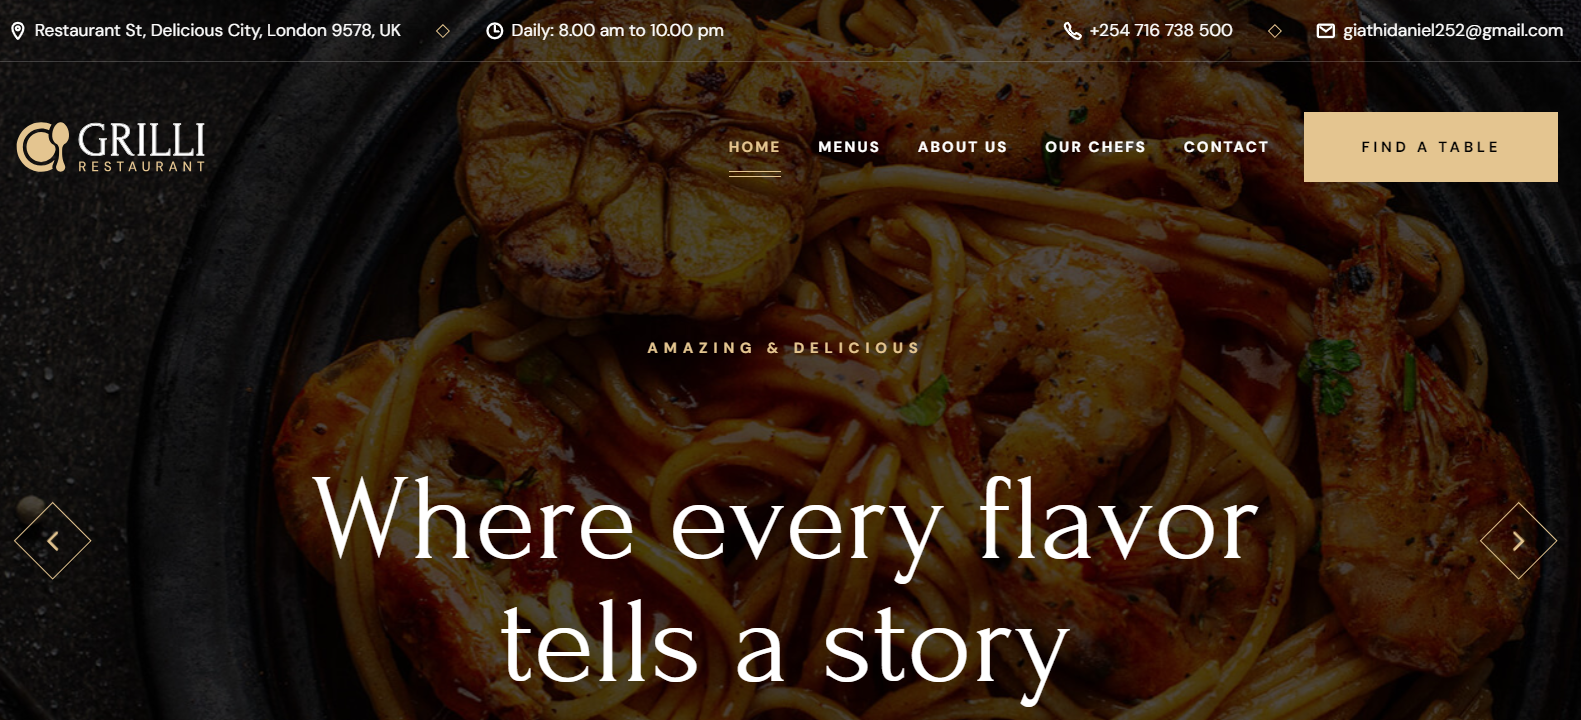 Restaurant St, Delicious City, London 9578, UK
Daily: 8.00 am to 10.00 pm
+254 716 738 500
giathidaniel252@gmail.com
GRILLI
RESTAURANT
HOME
MENUS
ABOUT US
OUR CHEFS
CONTACT
FIND A TABLE
AMAZING & DELICIOUS
Where every flavor
tells a story